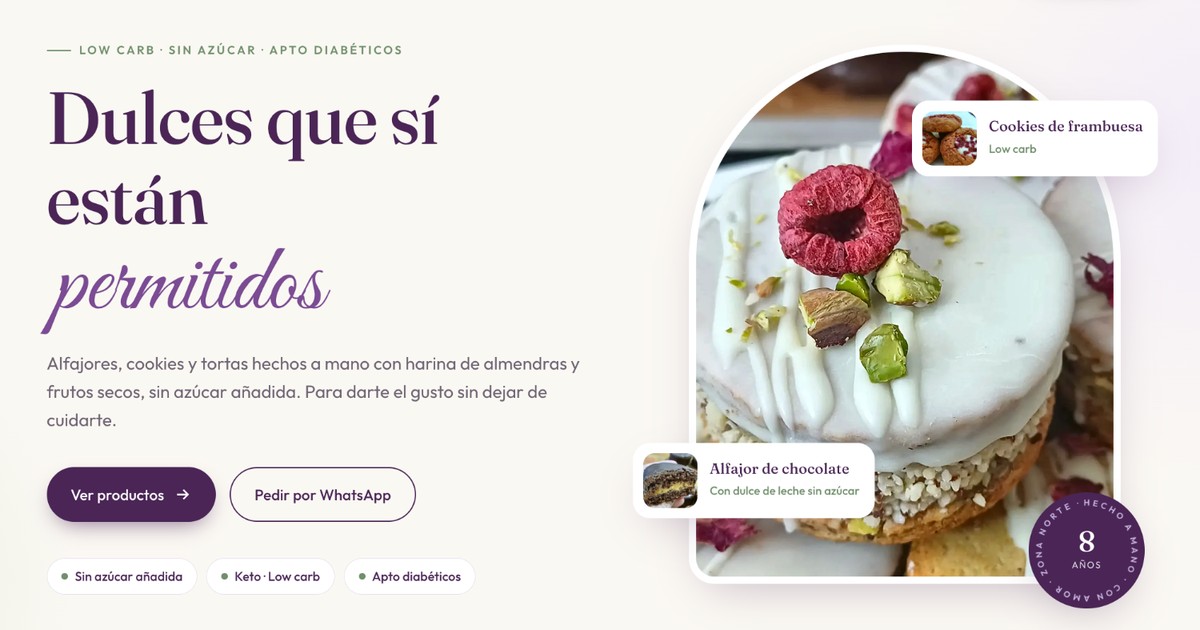 LOW CARB · SIN AZÚCAR · APTO DIABÉTICOS
Dulces que sí
están
permitidos
Alfajores, cookies y tortas hechos a mano con harina de almendras y
frutos secos, sin azúcar añadida. Para darte el gusto sin dejar de
cuidarte.
Ver productos →
Pedir por WhatsApp
Sin azúcar añadida
Keto · Low carb
Apto diabéticos
Cookies de frambuesa
Low carb
Alfajor de chocolate
Con dulce de leche sin azúcar
HECHO A MANO · CON AMOR · ZONA NORTE ·
8
AÑOS